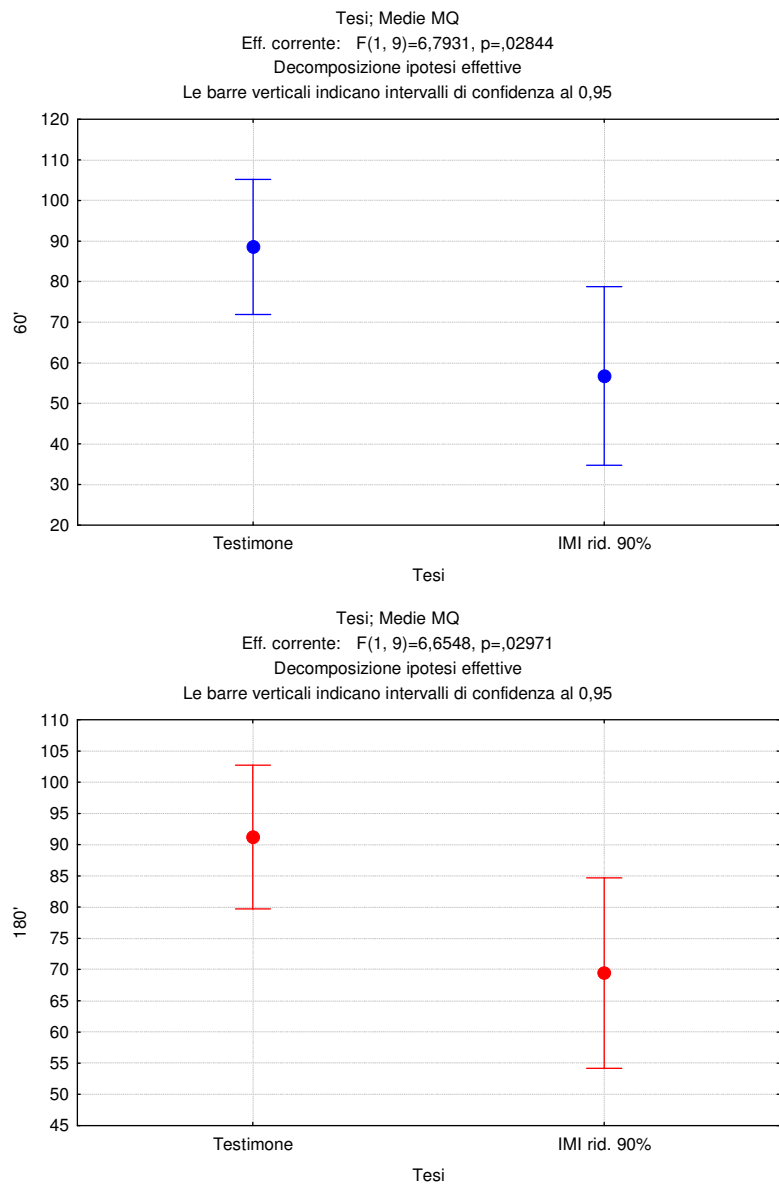 Tesi; Medie MQ
Eff. corrente: F(1, 9)=6,7931, p=,02844
Decomposizione ipotesi effettive
Le barre verticali indicano intervalli di confidenza al 0,95
120
110
100
90
80
70
60
50
40
30
20
60'
Testimone IMI rid. 90%
Tesi
Tesi; Medie MQ
Eff. corrente: F(1, 9)=6,6548, p=,02971
Decomposizione ipotesi effettive
Le barre verticali indicano intervalli di confidenza al 0,95
110
105
100
95
90
85
80
75
70
65
60
55
50
45
180'
Testimone IMI rid. 90%
Tesi